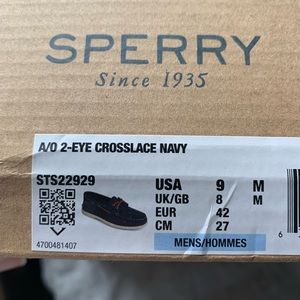 SPERRY
Since 1935
A/O 2-EYE CROSSLACE NAVY
STS22929
USA 9 M
UK/GB 8 M
EUR 42
CM 27
4700481407
MENS/HOMMES
6